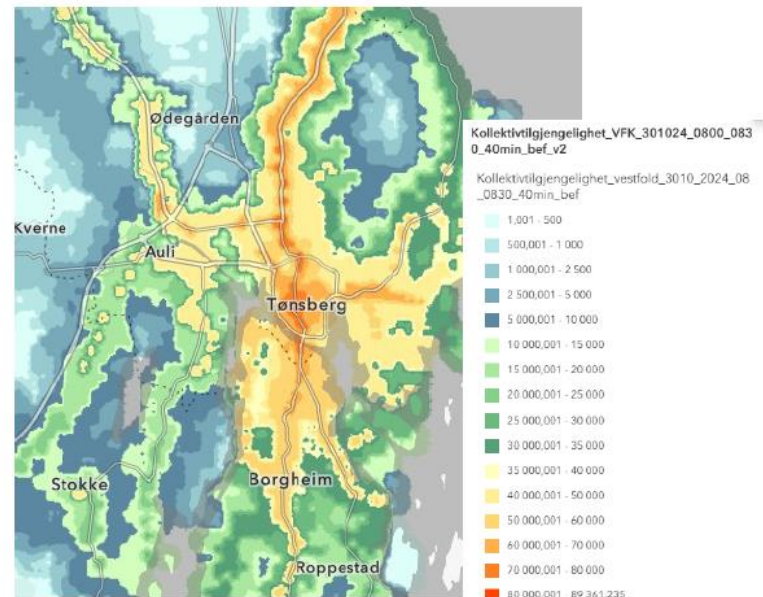 Ødegården
Kverne
Auli
Tønsberg
Stokke
Borgheim
Roppestad
Kollektivtilgjengelighet_VFK_301024_0800_083
0_40min_bef_v2
Kollektivtilgjengelighet_vestfold_3010_2024_08
_0830_40min_bef
1,001 - 500
500,001 - 1 000
1 000,001 - 2 500
2 500,001 - 5 000
5 000,001 - 10 000
10 000,001 - 15 000
15 000,001 - 20 000
20 000,001 - 25 000
25 000,001 - 30 000
30 000,001 - 35 000
35 000,001 - 40 000
40 000,001 - 50 000
50 000,001 - 60 000
60 000,001 - 70 000
70 000,001 - 80 000
80 000,001 - 89 361,235